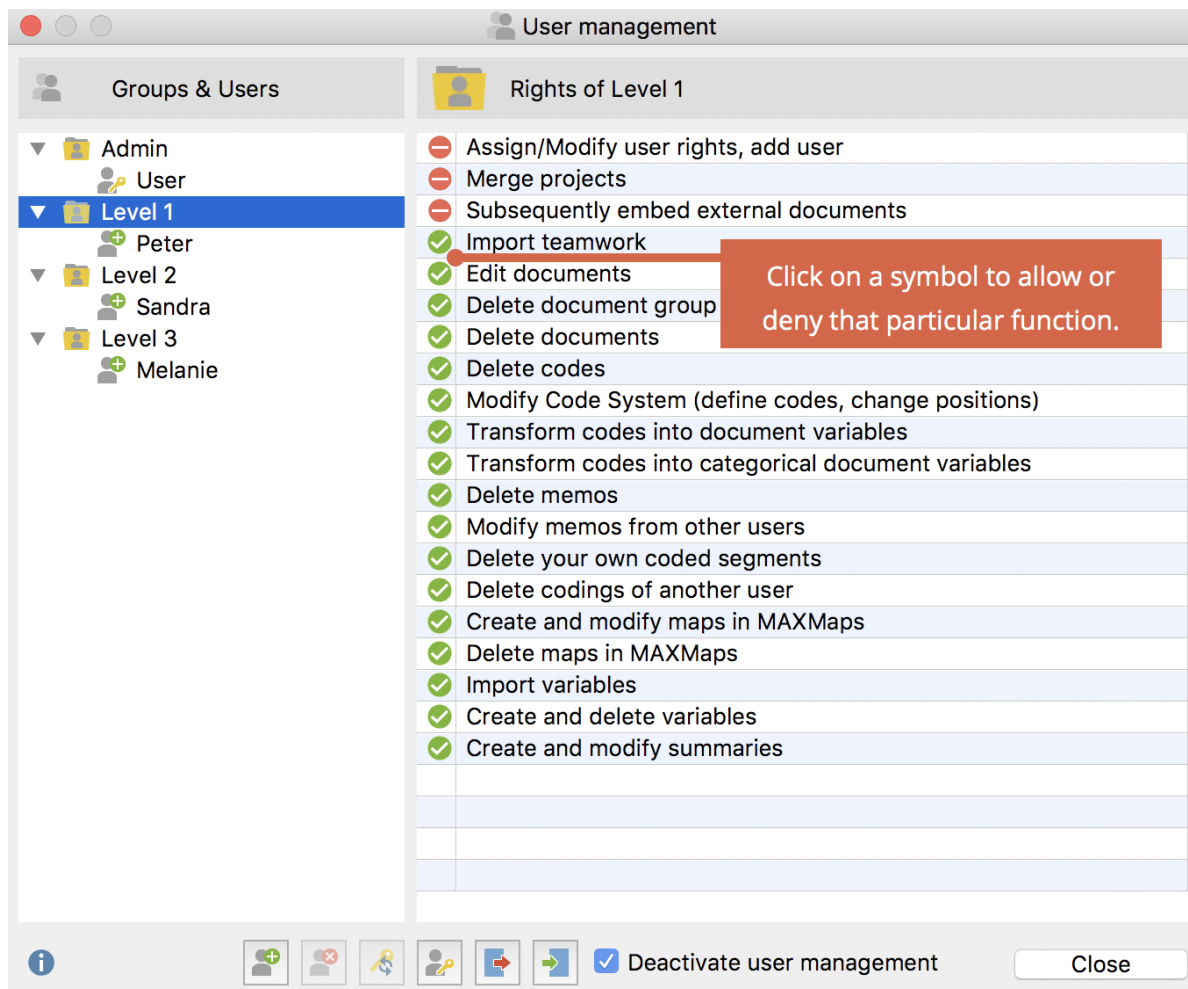 User management
Groups & Users
Rights of Level 1
Admin
User
Level 1
Peter
Level 2
Sandra
Level 3
Melanie
Assign/Modify user rights, add user
Merge projects
Subsequently embed external documents
Import teamwork
Edit documents
Delete document group
Delete documents
Delete codes
Modify Code System (define codes, change positions)
Transform codes into document variables
Transform codes into categorical document variables
Delete memos
Modify memos from other users
Delete your own coded segments
Delete codings of another user
Create and modify maps in MAXMaps
Delete maps in MAXMaps
Import variables
Create and delete variables
Create and modify summaries
Click on a symbol to allow or
deny that particular function.
Deactivate user management
Close